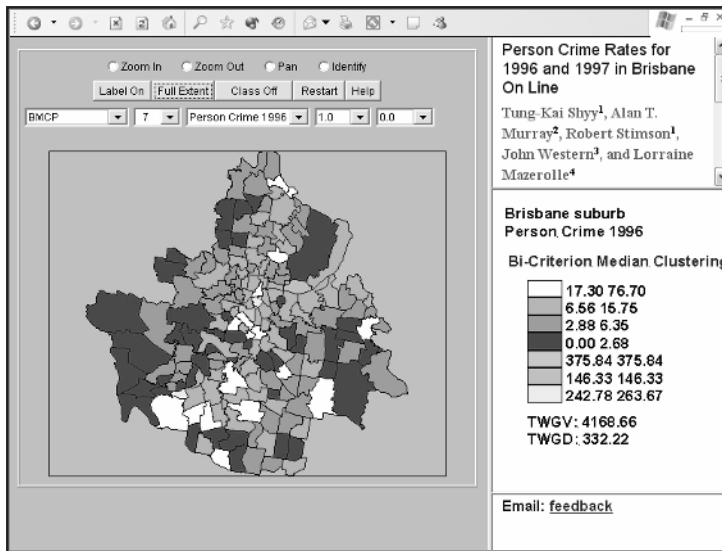 Zoom In Zoom Out Pan Identify
Label On Full Extent Class Off Restart Help
BMCP 7 Person Crime 1996 1.0 0.0
Person Crime Rates for
1996 and 1997 in Brisbane
On Line
Tung-Kai Shyy1, Alan T.
Murray2, Robert Stimson1,
John Western3, and Lorraine
Mazerolle4
Brisbane suburb
Person Crime 1996
Bi-Criterion Median Clustering
17.30 76.70
6.56 15.75
2.88 6.35
0.00 2.68
375.84 375.84
146.33 146.33
242.78 263.67
TWGV: 4168.66
TWGD: 332.22
Email: feedback